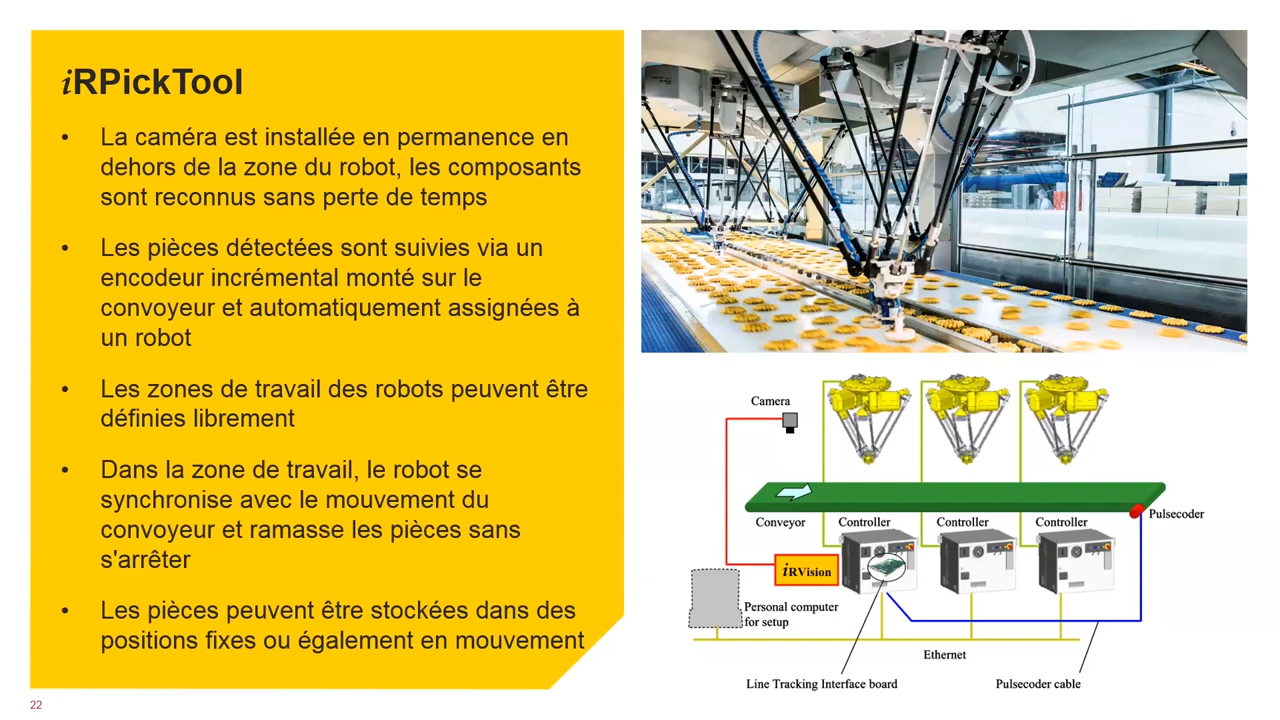 iRPickTool
• La caméra est installée en permanence en
dehors de la zone du robot, les composants
sont reconnus sans perte de temps
• Les pièces détectées sont suivies via un
encodeur incrémental monté sur le
convoyeur et automatiquement assignées à
un robot
• Les zones de travail des robots peuvent être
définies librement
• Dans la zone de travail, le robot se
synchronise avec le mouvement du
convoyeur et ramasse les pièces sans
s'arrêter
• Les pièces peuvent être stockées dans des
positions fixes ou également en mouvement
Camera
Conveyor
Controller
Controller
Controller
Pulsecoder
iRVision
Personal computer
for setup
Ethernet
Line Tracking Interface board
Pulsecoder cable
22